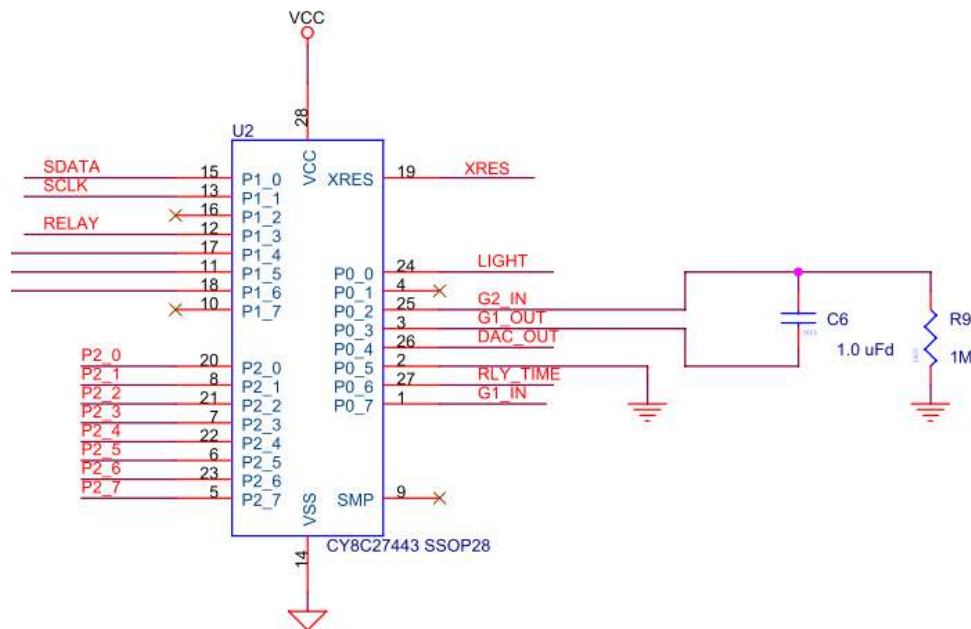 VCC
28
U2
VCC
SDATA 15 P1_0 XRES 19 XRES
SCLK 13 P1_1
16 P1_2
RELAY 12 P1_3
17 P1_4
11 P1_5 P0_0 24 LIGHT
18 P1_6 P0_1 4
10 P1_7 P0_2 25 G2_IN
P0_3 3 G1_OUT C6 R9
P0_4 26 DAC_OUT 1.0 uFd 1M
P2_0 20 P2_0 P0_5 2
P2_1 8 P2_1 P0_6 27 RLY_TIME
P2_2 21 P2_2 P0_7 1 G1_IN
P2_3 7 P2_3
P2_4 22 P2_4
P2_5 6 P2_5
P2_6 23 P2_6
P2_7 5 P2_7 SMP 9
VSS
CY8C27443 SSOP28
14